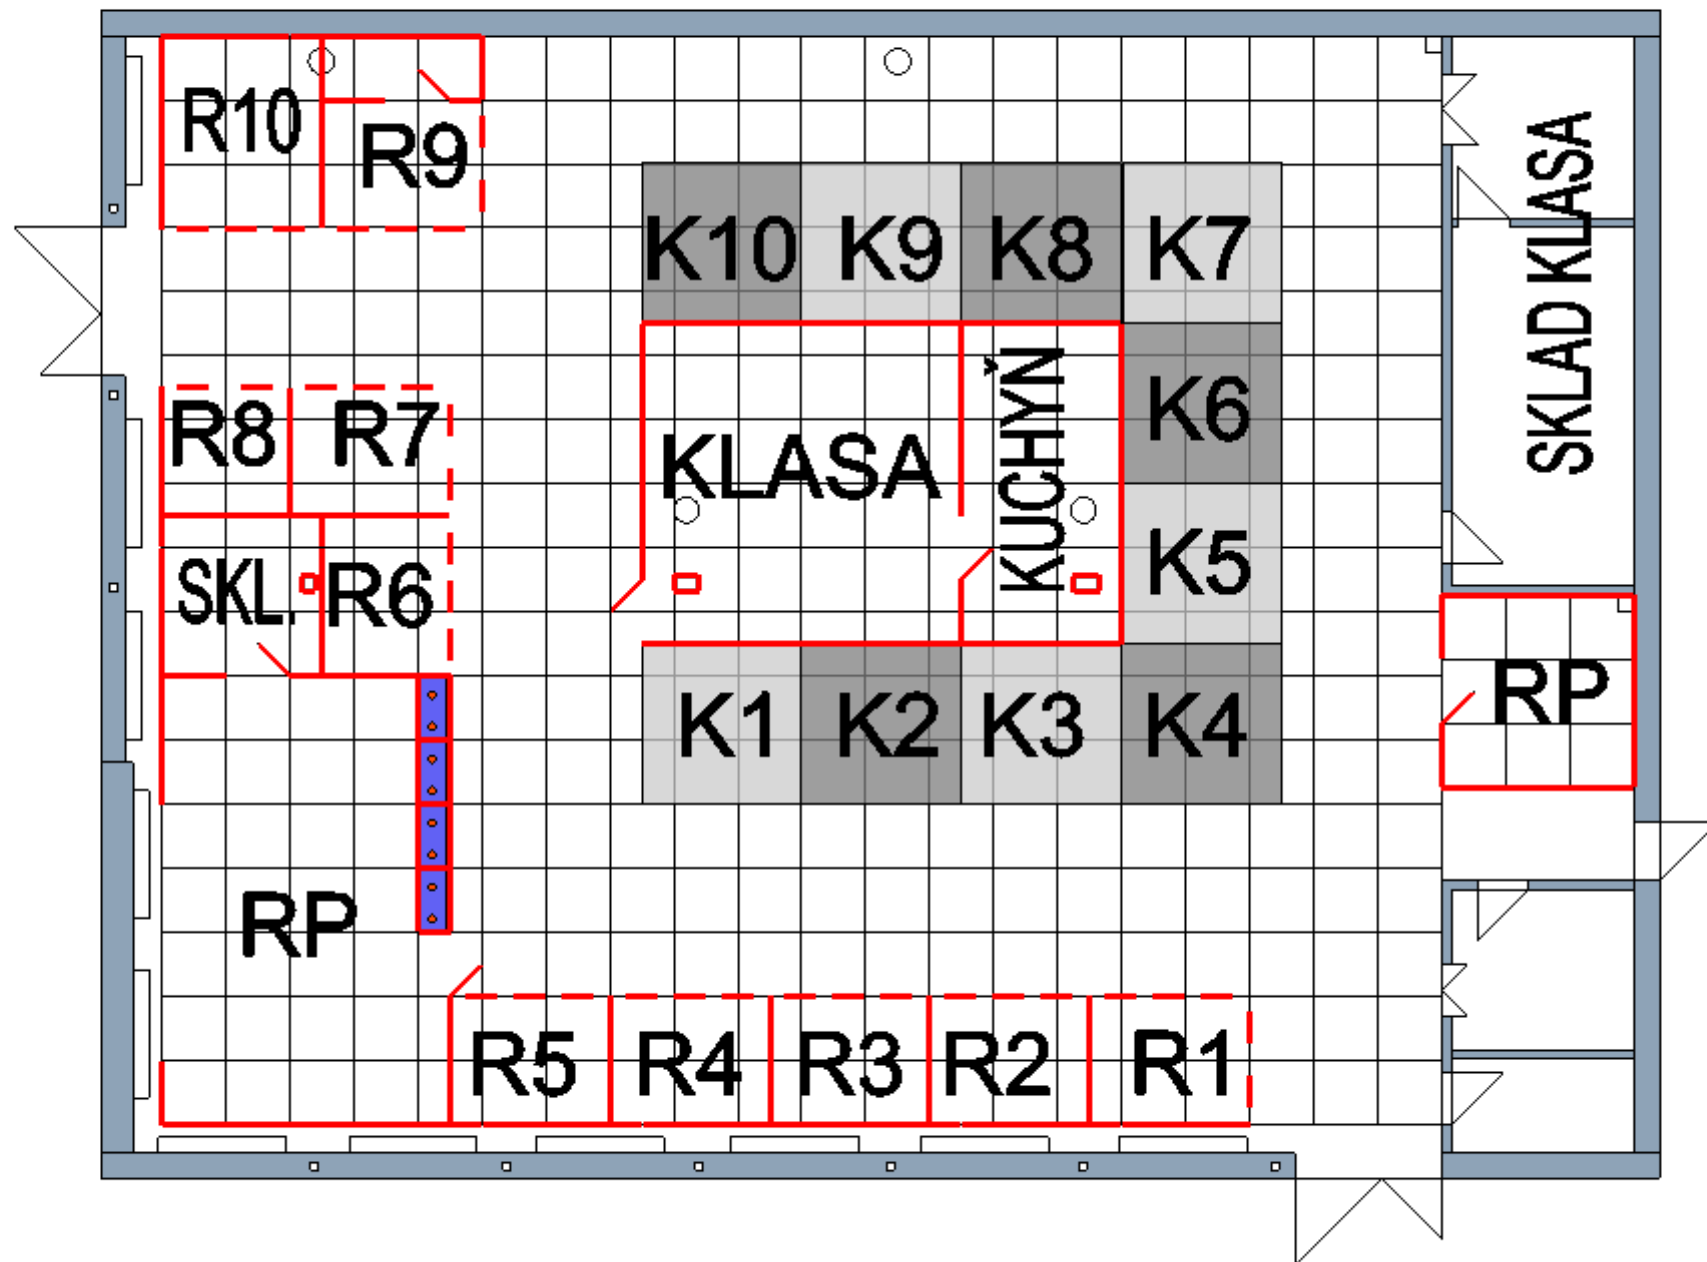 R10
R9
K10
K9
K8
K7
SKLAD KLASA
R8
R7
KLASA
KUCHYŇ
K6
SKL.
R6
K5
RP
K1
K2
K3
K4
RP
R5
R4
R3
R2
R1